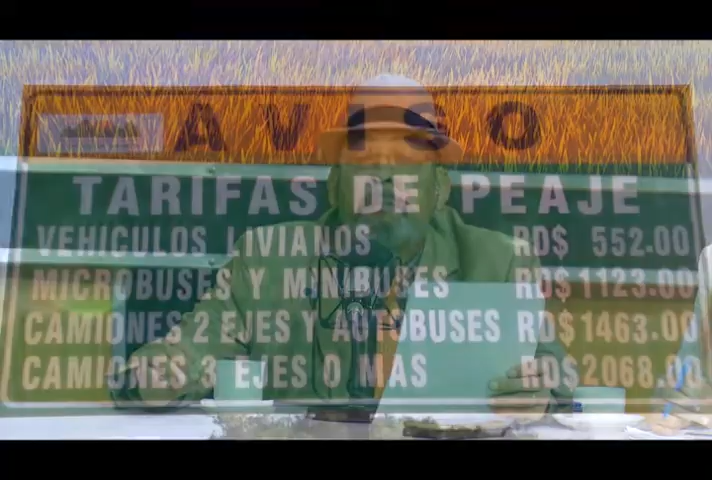 AVISO
TARIFAS DE PEAJE
VEHICULOS LIVIANOS RD$ 552.00
MICROBUSES Y MINIBUSES RD$1123.00
CAMIONES 2 EJES Y AUTOBUSES RD$1463.00
CAMIONES 3 EJES O MAS RD$2068.00